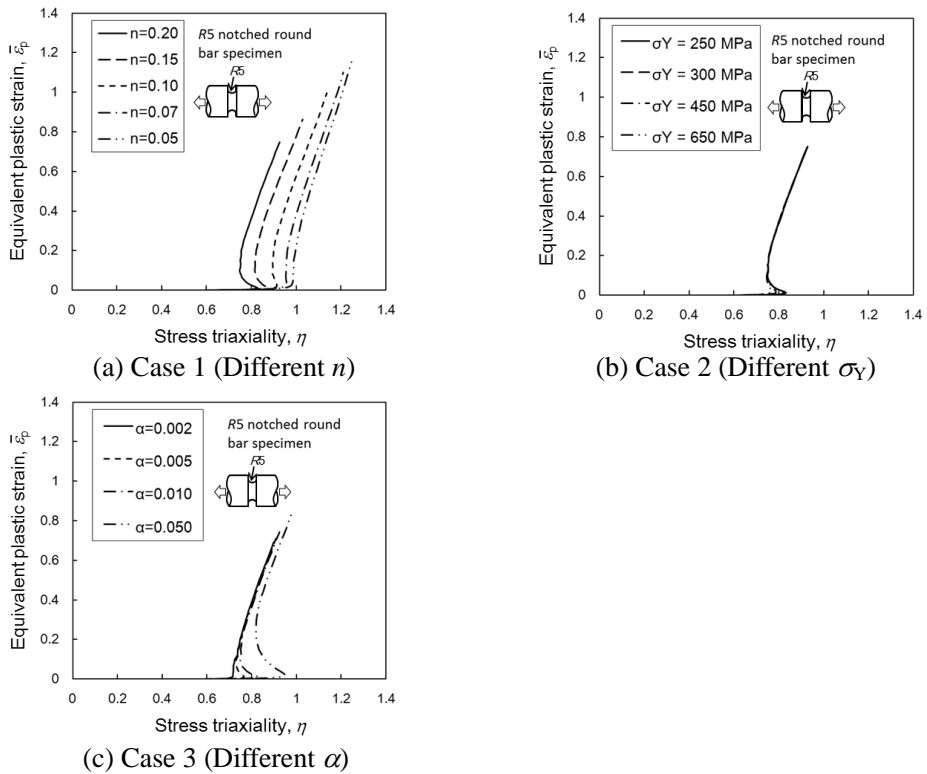 1.4
1.2
1
0.8
0.6
0.4
0.2
0
Equivalent plastic strain, ε̄p
n=0.20
n=0.15
n=0.10
n=0.07
n=0.05
R5 notched round
bar specimen
R5
0 0.2 0.4 0.6 0.8 1 1.2 1.4
Stress triaxiality, η
(a) Case 1 (Different n)
1.4
1.2
1
0.8
0.6
0.4
0.2
0
Equivalent plastic strain, ε̄p
σY = 250 MPa
σY = 300 MPa
σY = 450 MPa
σY = 650 MPa
R5 notched round
bar specimen
R5
0 0.2 0.4 0.6 0.8 1 1.2 1.4
Stress triaxiality, η
(b) Case 2 (Different σY)
1.4
1.2
1
0.8
0.6
0.4
0.2
0
Equivalent plastic strain, ε̄p
α=0.002
α=0.005
α=0.010
α=0.050
R5 notched round
bar specimen
R5
0 0.2 0.4 0.6 0.8 1 1.2 1.4
Stress triaxiality, η
(c) Case 3 (Different α)